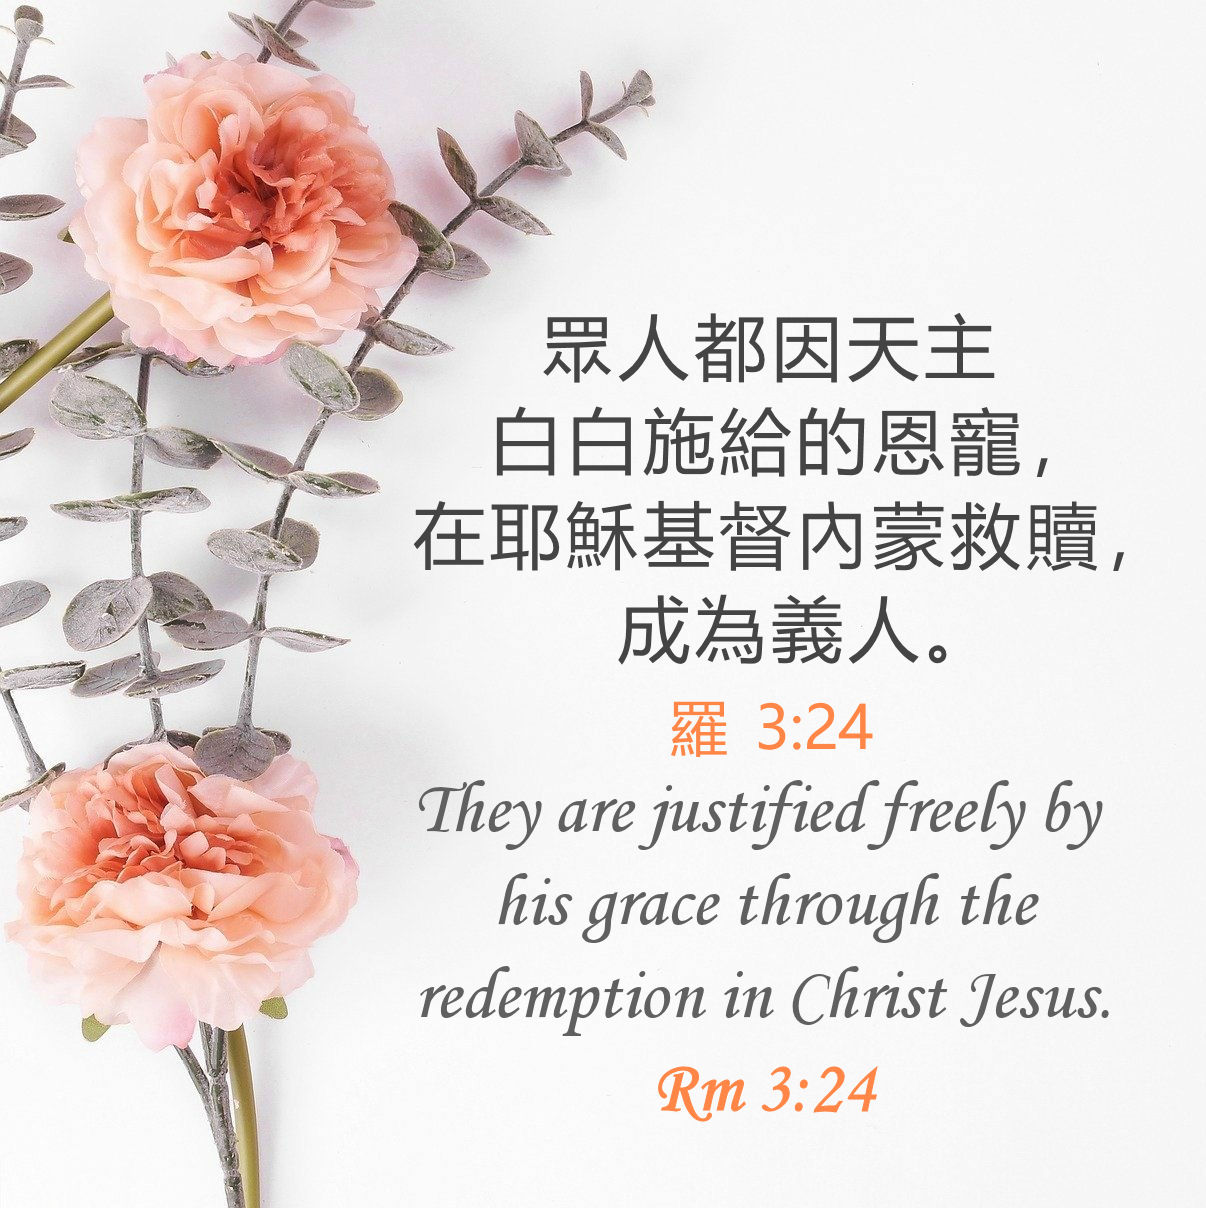 眾人都因天主
白白施給的恩寵，
在耶穌基督內蒙救贖，
成為義人。
羅 3:24
They are justified freely by
his grace through the
redemption in Christ Jesus.
Rm 3:24